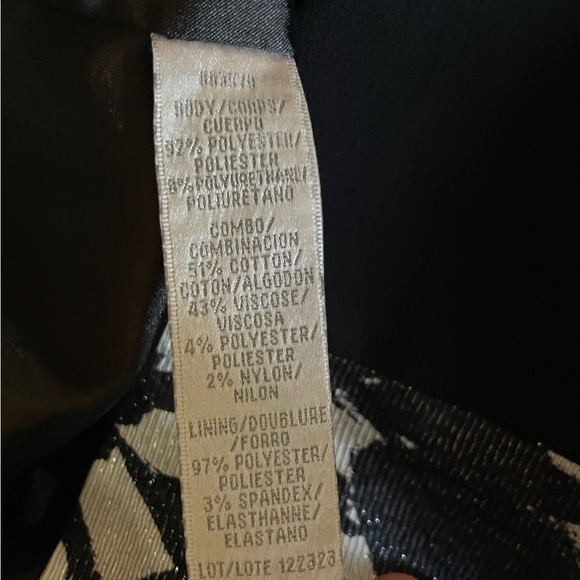 BODY/CORPS/
CUERPO
92% POLYESTER/
POLIESTER
8% POLYURETHANE/
POLIURETANO
COMBO/
COMBINACION
51% COTTON/
COTON/ALGODON
43% VISCOSE/
VISCOSA
4% POLYESTER/
POLIESTER
2% NYLON/
NILON
LINING/DOUBLURE
/FORRO
97% POLYESTER/
POLIESTER
3% SPANDEX/
ELASTHANNE/
ELASTANO
LOT/LOTE 122323